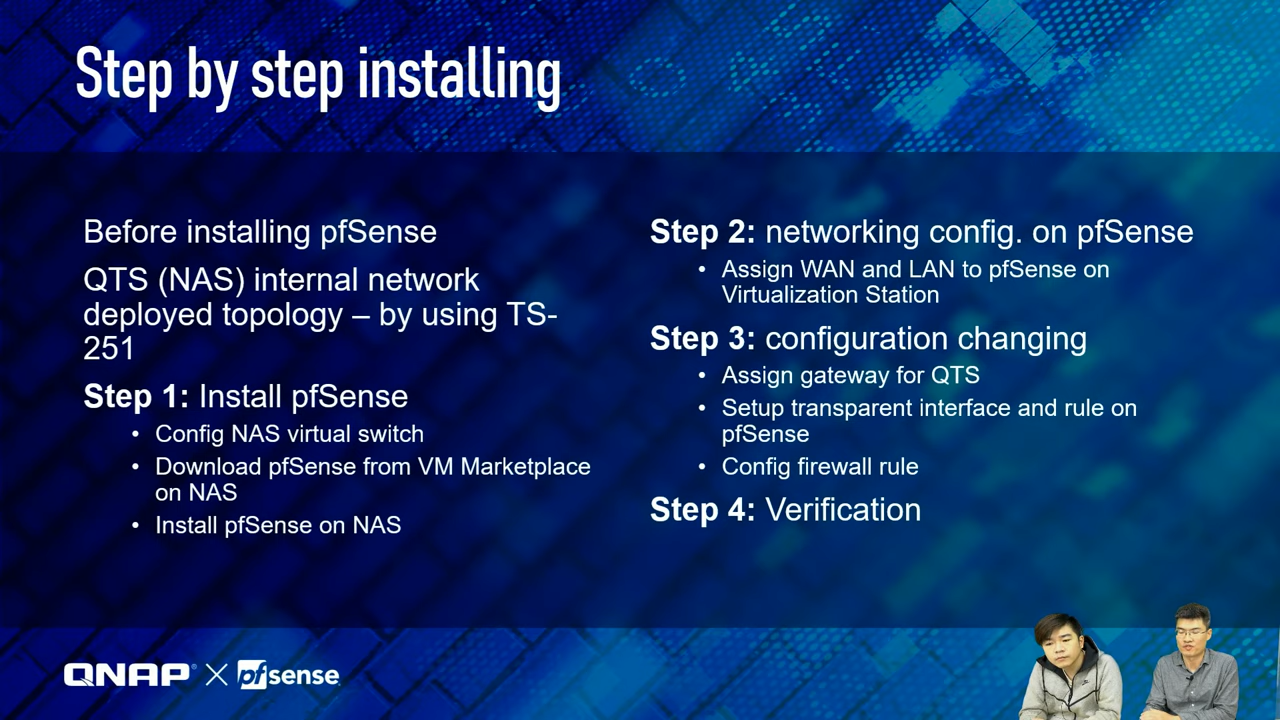 Step by step installing
Before installing pfSense
QTS (NAS) internal network
deployed topology – by using TS-
251
Step 1: Install pfSense
• Config NAS virtual switch
• Download pfSense from VM Marketplace
on NAS
• Install pfSense on NAS
Step 2: networking config. on pfSense
• Assign WAN and LAN to pfSense on
Virtualization Station
Step 3: configuration changing
• Assign gateway for QTS
• Setup transparent interface and rule on
pfSense
• Config firewall rule
Step 4: Verification
QNAP × pfsense